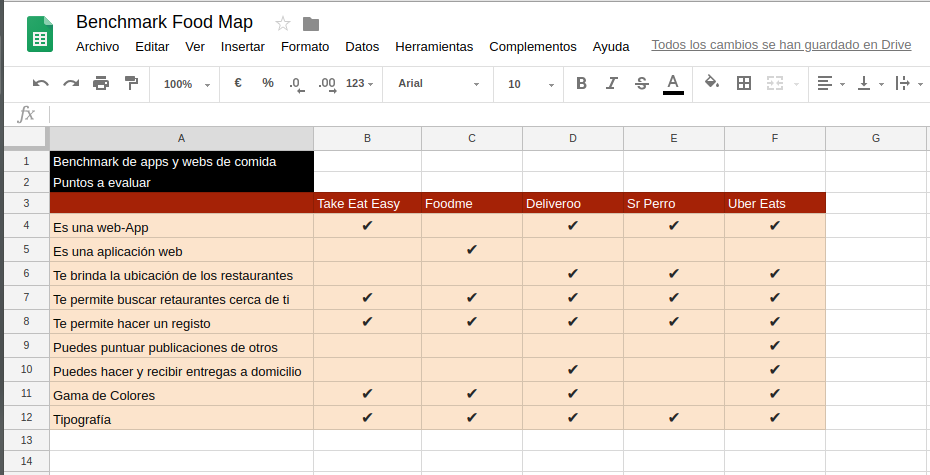 Benchmark Food Map
Archivo Editar Ver Insertar Formato Datos Herramientas Complementos Ayuda Todos los cambios se han guardado en Drive
100% € % .0 .00 123 Arial 10 B I S A
fx
A B C D E F G
1 Benchmark de apps y webs de comida
2 Puntos a evaluar
3 Take Eat Easy Foodme Deliveroo Sr Perro Uber Eats
4 Es una web-App ✔ ✔ ✔ ✔
5 Es una aplicación web ✔
6 Te brinda la ubicación de los restaurantes ✔ ✔ ✔
7 Te permite buscar retaurantes cerca de ti ✔ ✔ ✔ ✔ ✔
8 Te permite hacer un registo ✔ ✔ ✔ ✔ ✔
9 Puedes puntuar publicaciones de otros ✔
10 Puedes hacer y recibir entregas a domicilio ✔ ✔
11 Gama de Colores ✔ ✔ ✔ ✔
12 Tipografía ✔ ✔ ✔ ✔ ✔
13
14